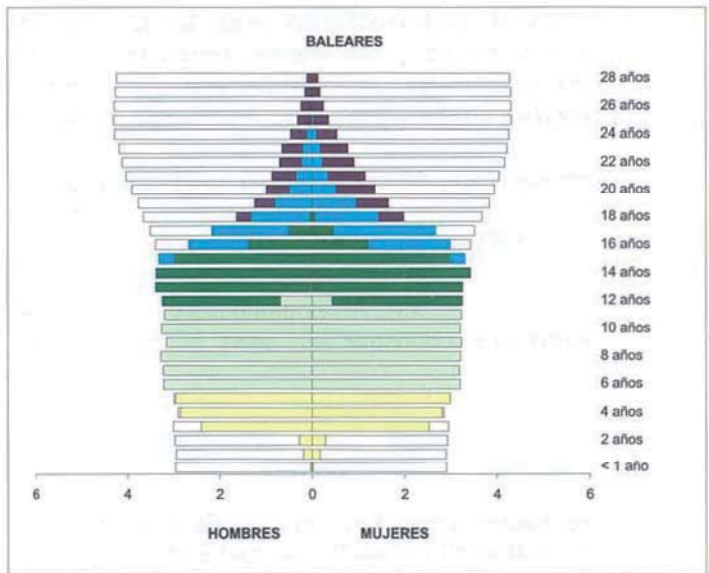 BALEARES
28 años
26 años
24 años
22 años
20 años
18 años
16 años
14 años
12 años
10 años
8 años
6 años
4 años
2 años
< 1 año
6 4 2 0 2 4 6
HOMBRES MUJERES